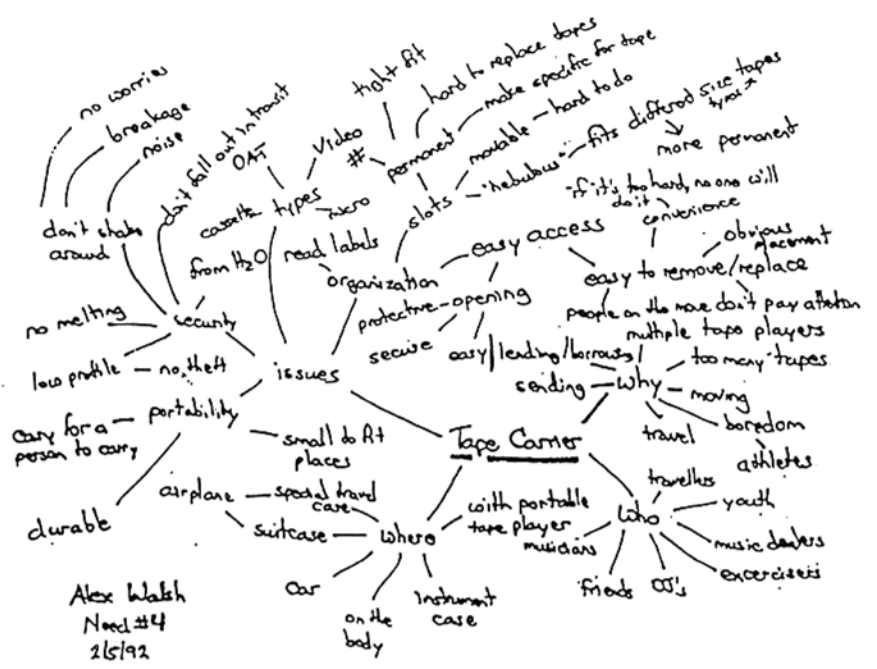 no worries
breakage
noise
don't shake
around
don't fall out in transit
DAT
Video
cassette
types
micro
tight fit
#
permanent
hard to replace tapes
make specific for tape
slots
movable - hard to do
"nebulous" - fits different size tapes
types
more permanent
if it's too hard, no one will
do it
convenience
from H2O
read labels
organization
easy access
obvious
placement
easy to remove/replace
people on the move don't pay attention
protective
opening
secure
easy
no melting
security
low profile
no theft
issues
lending/borrowing
multiple tape players
too many tapes
sending
why
moving
travel
boredom
athletes
easy for a
person to carry
portability
small to fit
places
durable
Tape Carrier
airplane
special travel
case
suitcase
where
with portable
tape player
car
on the
body
instrument
case
travellers
youth
Who
musicians
music dealers
excercisers
friends
DJ's
Alex Walsh
Need #4
2/5/92